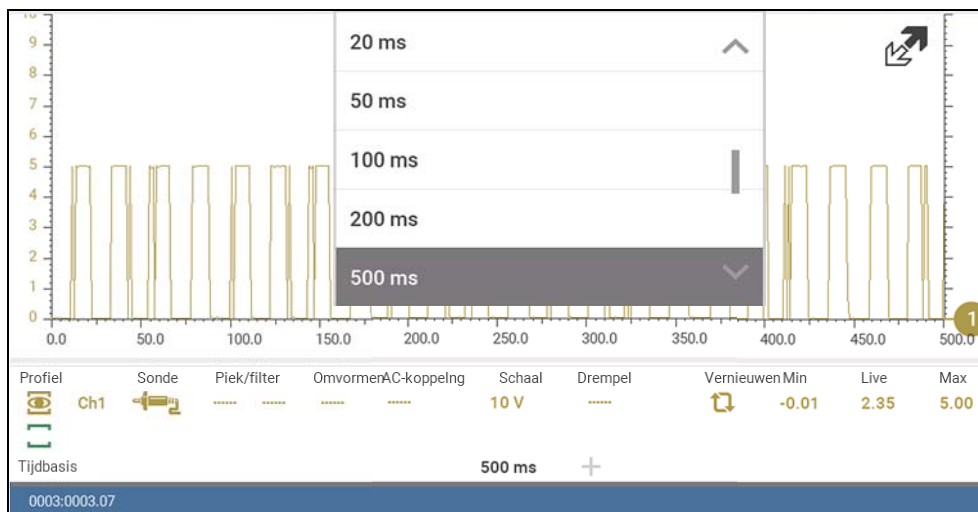 10
9
8
7
6
5
4
3
2
1
0
20 ms
50 ms
100 ms
200 ms
500 ms
1
0.0 50.0 100.0 150.0 200.0 250.0 300.0 350.0 400.0 450.0 500.0
Profiel Sonde Piek/filter Omvormen AC-koppelng Schaal Drempel Vernieuwen Min Live Max
Ch1 ------ ------ ------ ------ 10 V ------ -0.01 2.35 5.00
Tijdbasis 500 ms +
0003:0003.07